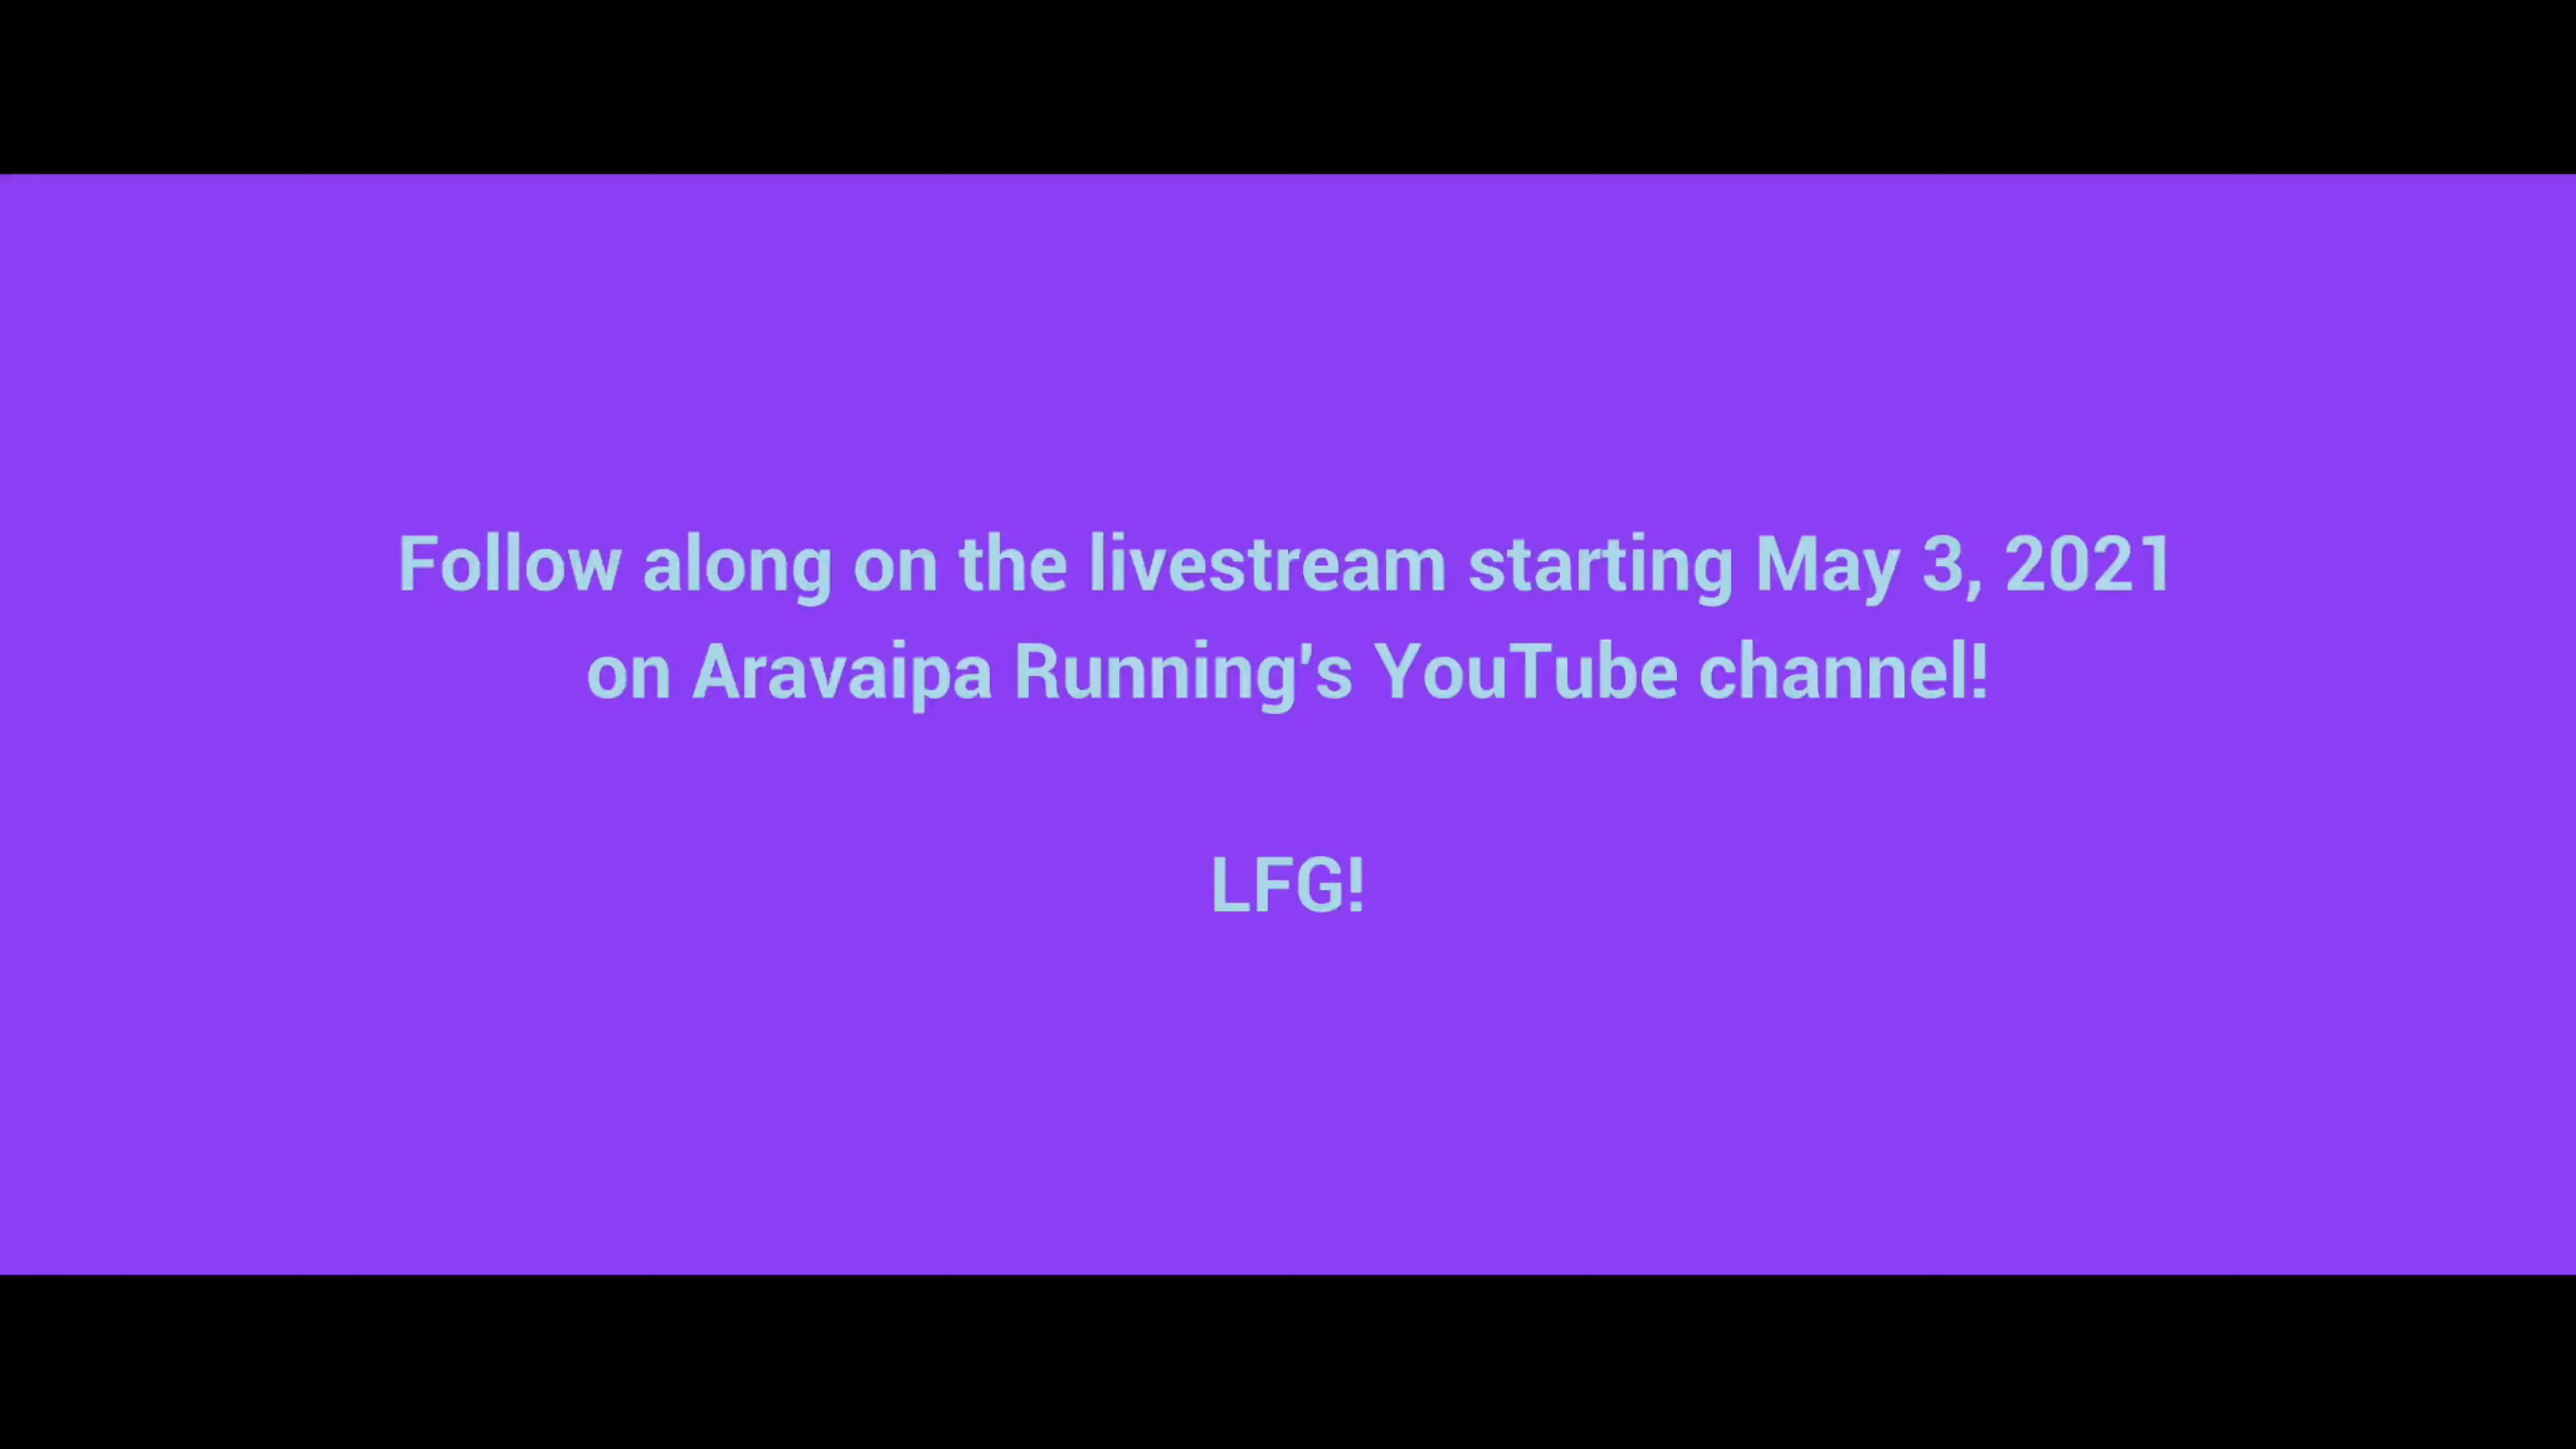 Follow along on the livestream starting May 3, 2021
on Aravaipa Running's YouTube channel!
LFG!